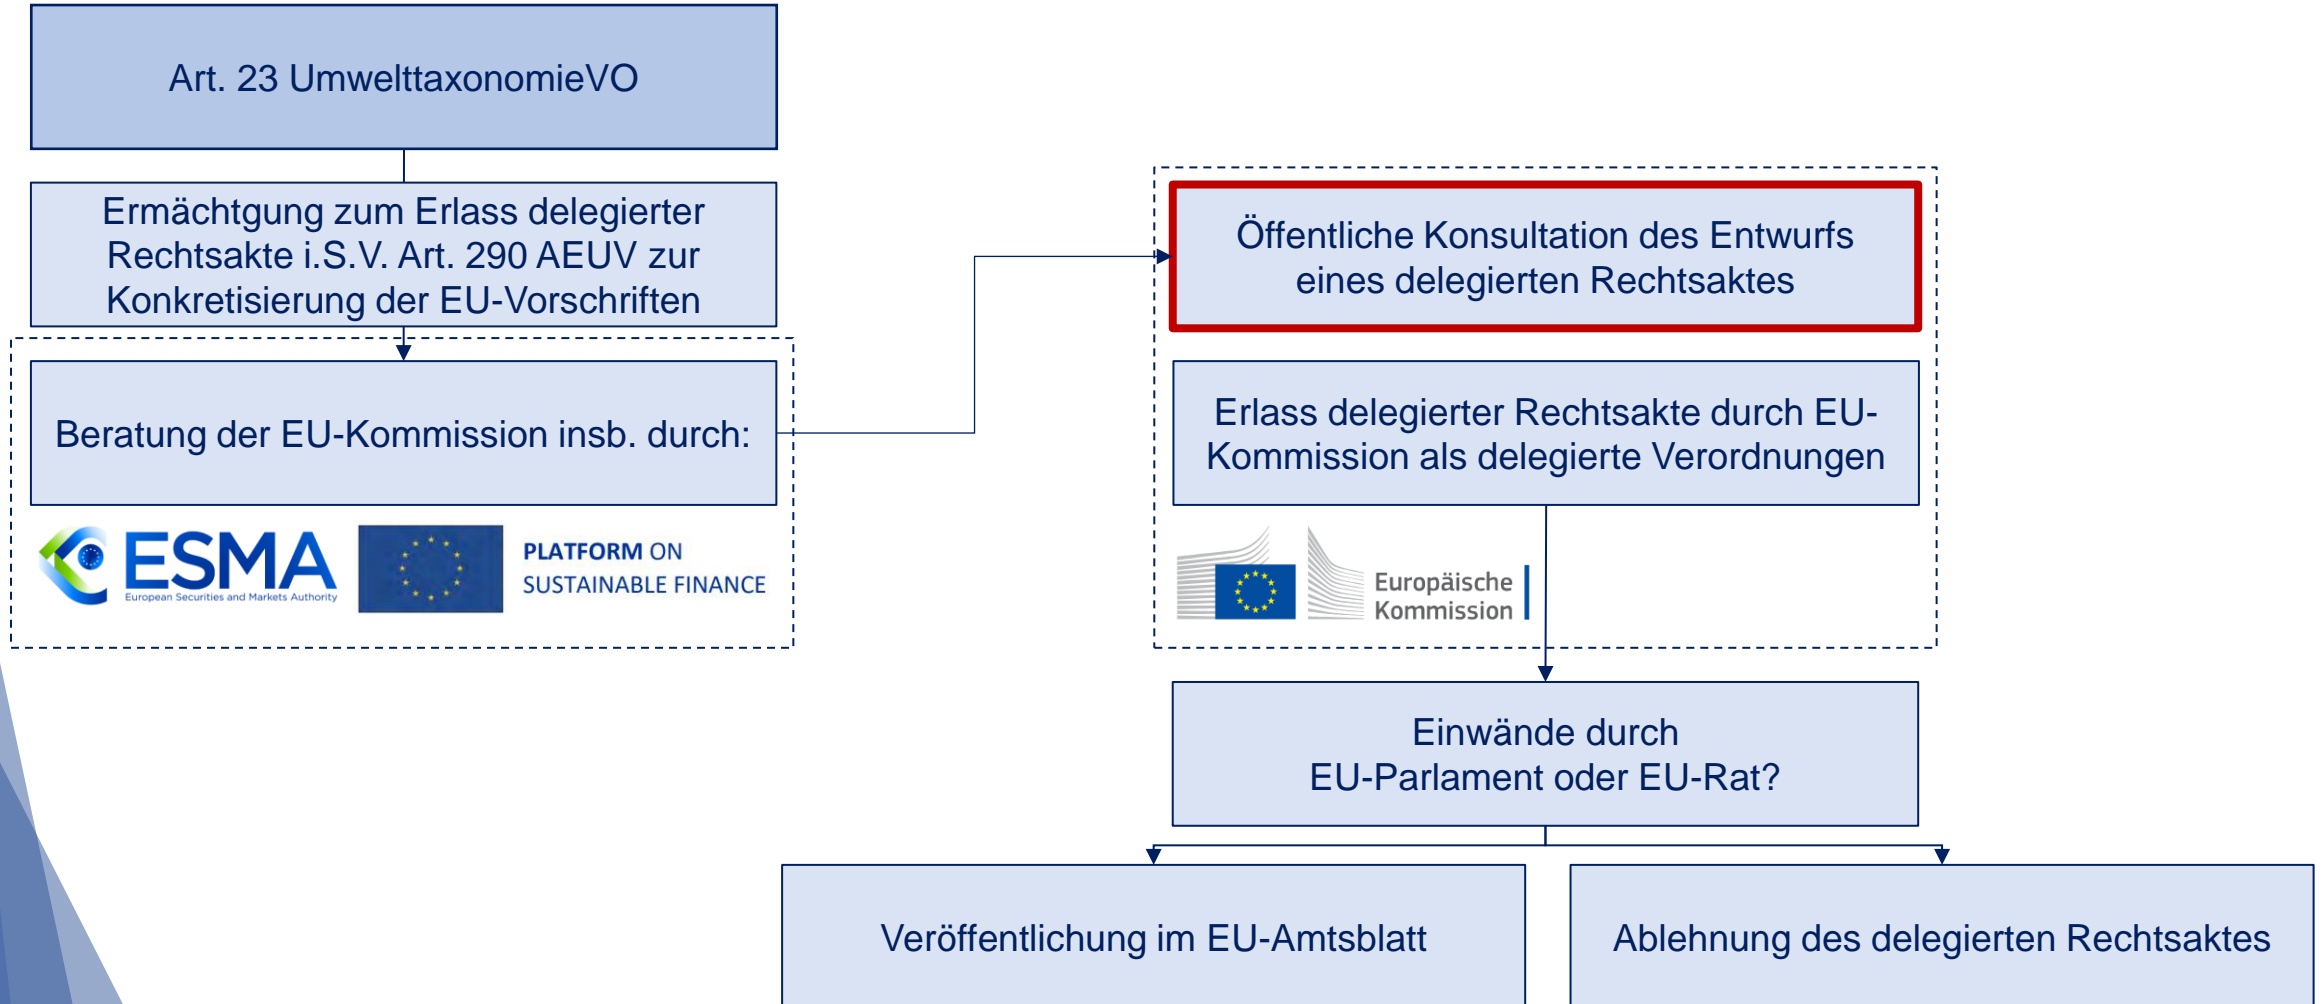 Art. 23 UmwelttaxonomieVO
Ermächtgung zum Erlass delegierter
Rechtsakte i.S.V. Art. 290 AEUV zur
Konkretisierung der EU-Vorschriften
Beratung der EU-Kommission insb. durch:
ESMA
European Securities and Markets Authority
PLATFORM ON
SUSTAINABLE FINANCE
Öffentliche Konsultation des Entwurfs
eines delegierten Rechtsaktes
Erlass delegierter Rechtsakte durch EU-
Kommission als delegierte Verordnungen
Europäische
Kommission
Einwände durch
EU-Parlament oder EU-Rat?
Veröffentlichung im EU-Amtsblatt
Ablehnung des delegierten Rechtsaktes